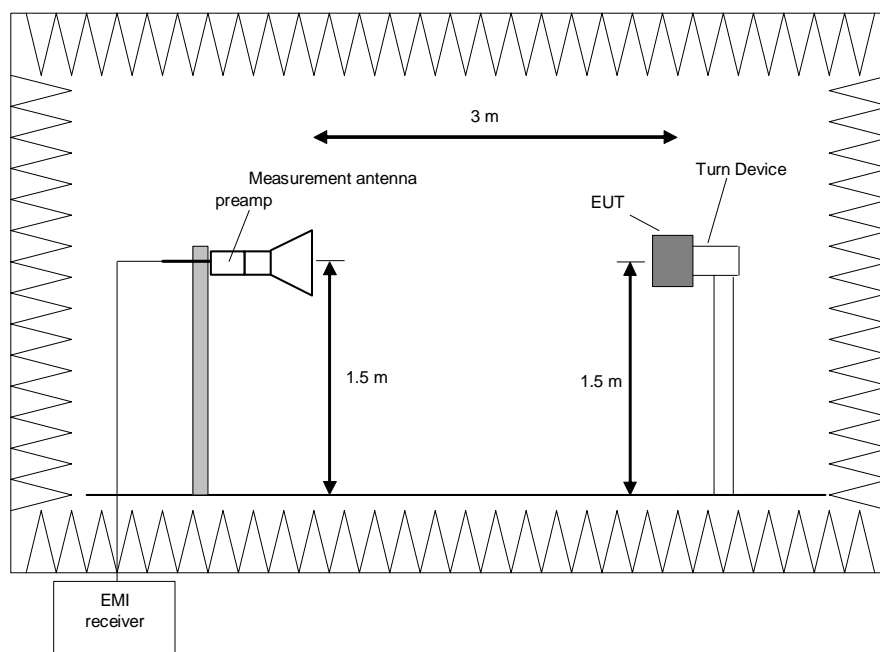 3 m
Measurement antenna
preamp
Turn Device
EUT
1.5 m
1.5 m
EMI
receiver